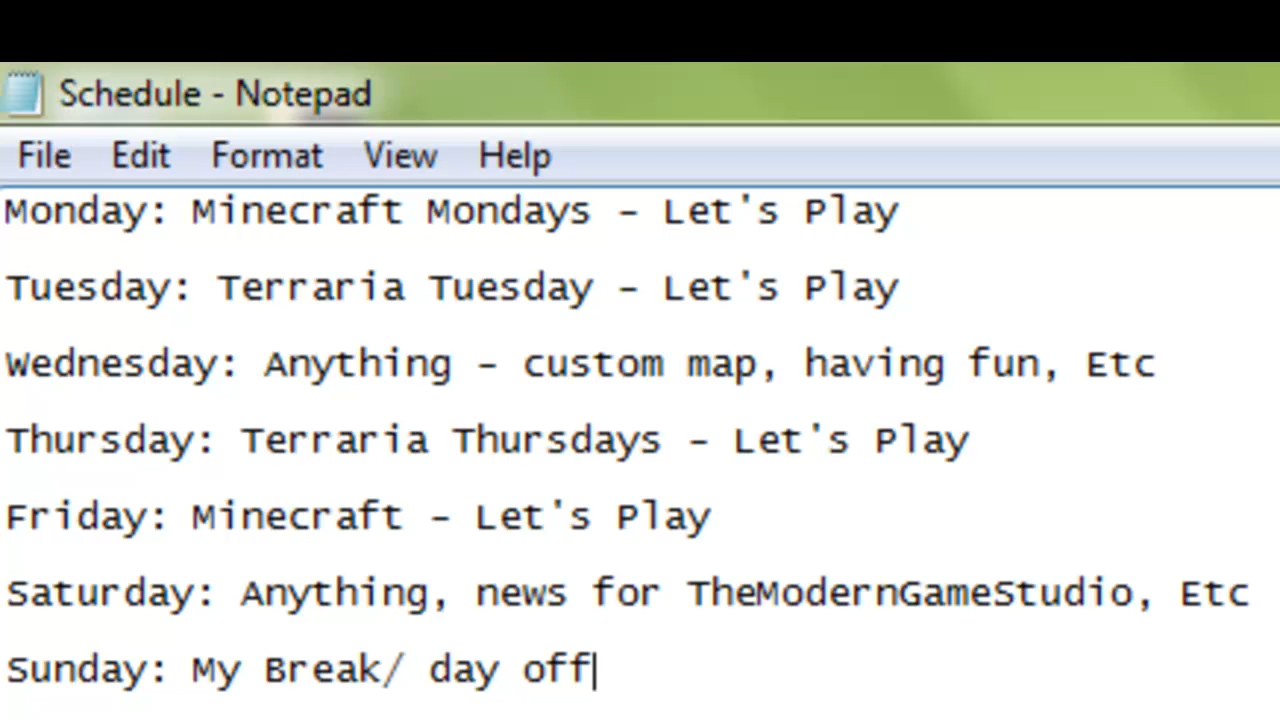 Schedule - Notepad
File Edit Format View Help
Monday: Minecraft Mondays - Let's Play
Tuesday: Terraria Tuesday - Let's Play
Wednesday: Anything - custom map, having fun, Etc
Thursday: Terraria Thursdays - Let's Play
Friday: Minecraft - Let's Play
Saturday: Anything, news for TheModernGameStudio, Etc
Sunday: My Break/ day off